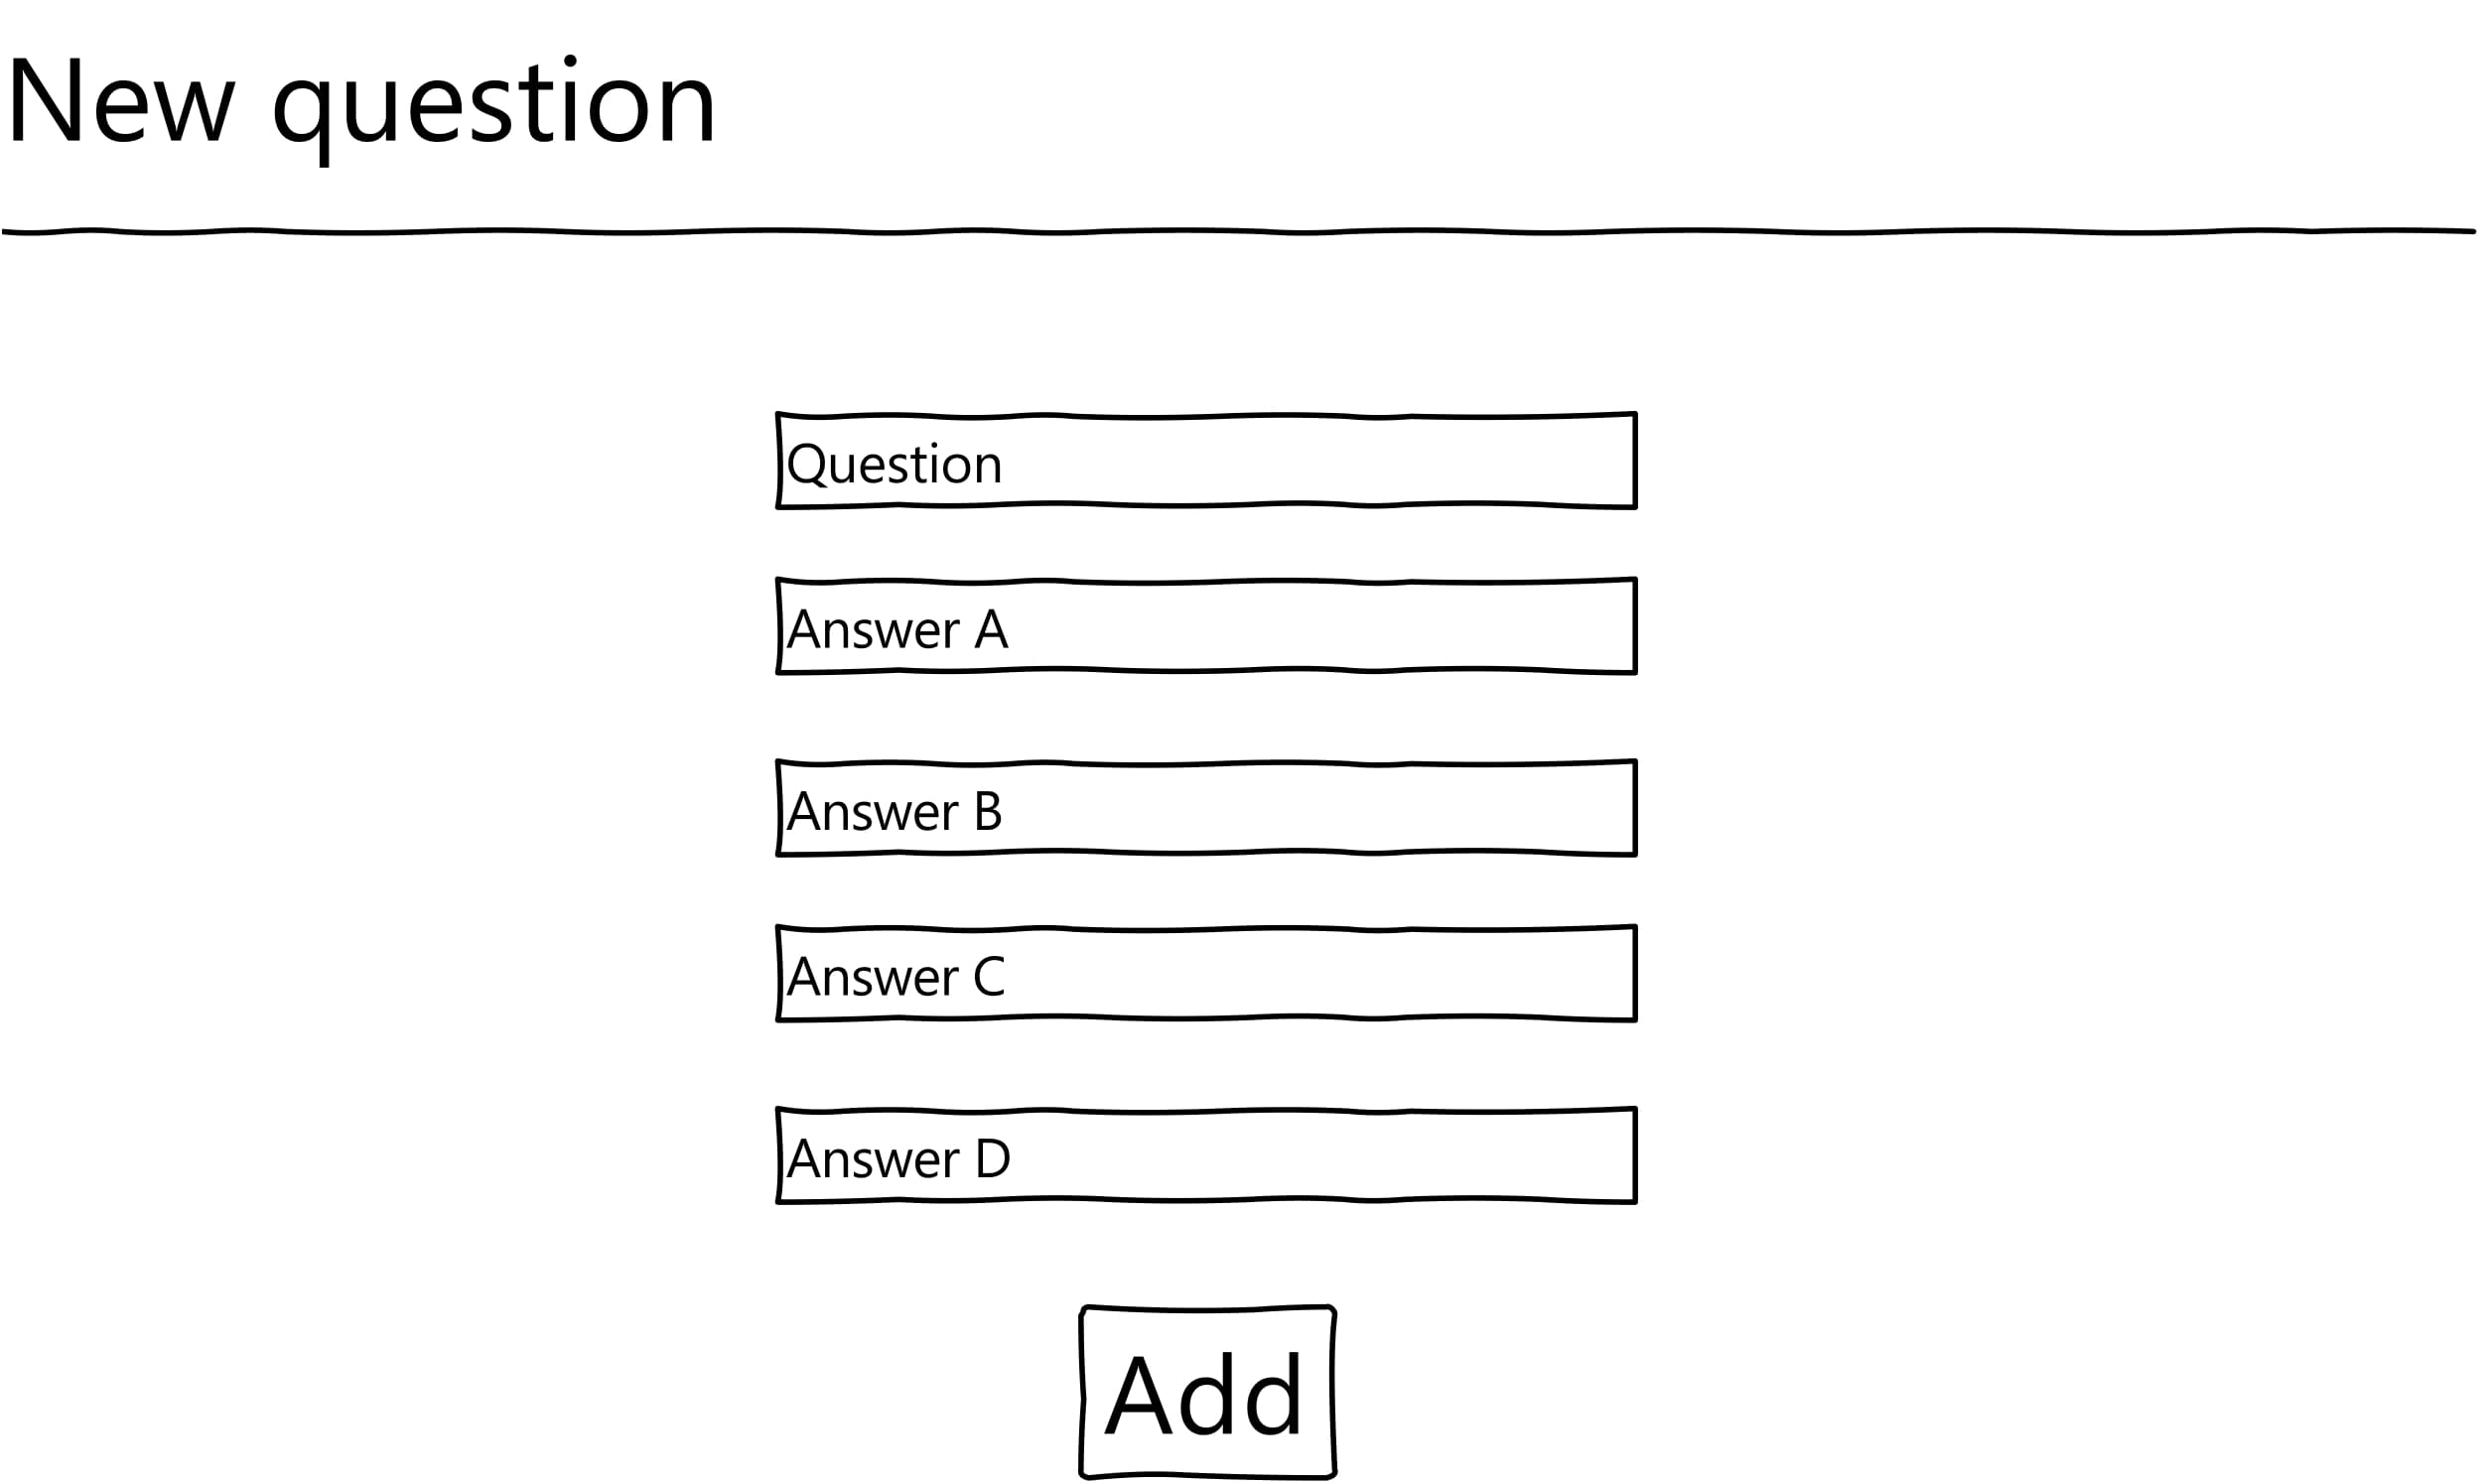 New question
Question
Answer A
Answer B
Answer C
Answer D
Add